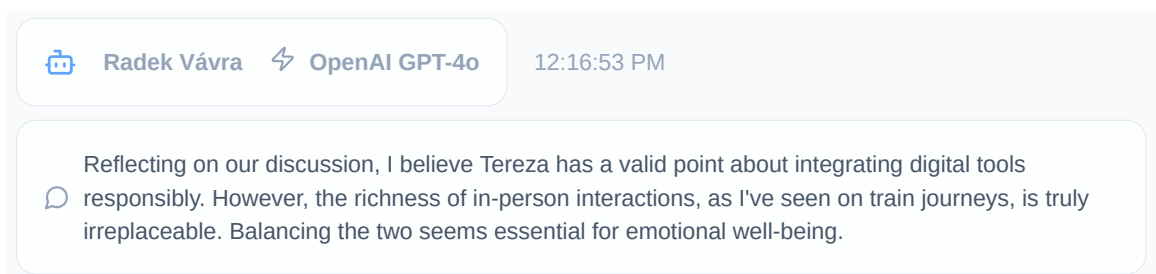 Radek Vávra OpenAI GPT-4o 12:16:53 PM
Reflecting on our discussion, I believe Tereza has a valid point about integrating digital tools
responsibly. However, the richness of in-person interactions, as I've seen on train journeys, is truly
irreplaceable. Balancing the two seems essential for emotional well-being.